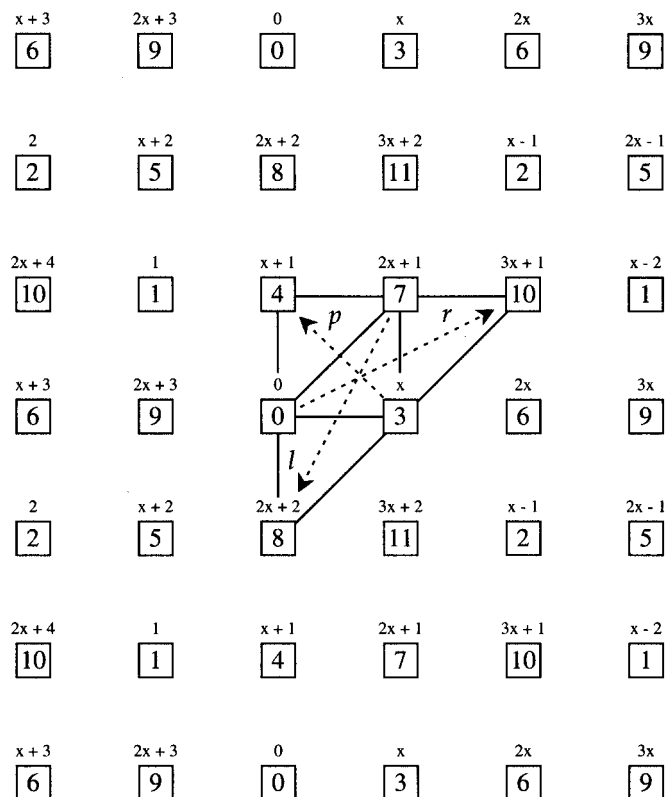 x + 3 2x + 3 0 x 2x 3x
6 9 0 3 6 9
2 x + 2 2x + 2 3x + 2 x - 1 2x - 1
2 5 8 11 2 5
2x + 4 1 x + 1 2x + 1 3x + 1 x - 2
10 1 4 7 10 1
p r
x + 3 2x + 3 0 x 2x 3x
6 9 0 3 6 9
l
2 x + 2 2x + 2 3x + 2 x - 1 2x - 1
2 5 8 11 2 5
2x + 4 1 x + 1 2x + 1 3x + 1 x - 2
10 1 4 7 10 1
x + 3 2x + 3 0 x 2x 3x
6 9 0 3 6 9